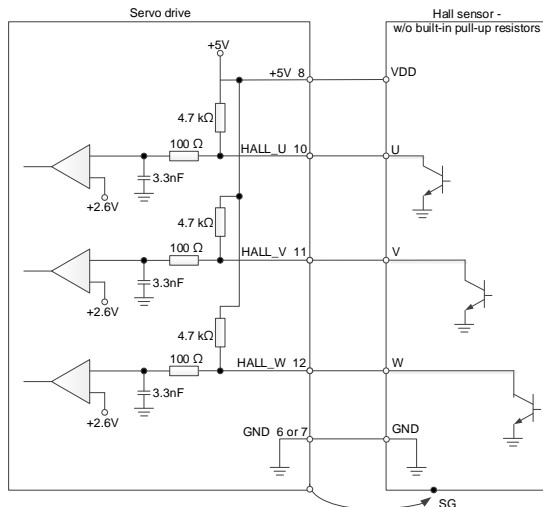 Servo drive
Hall sensor -
w/o built-in pull-up resistors
+5V
+5V 8
VDD
4.7 kΩ
100 Ω
HALL_U 10
U
3.3nF
+2.6V
4.7 kΩ
100 Ω
HALL_V 11
V
3.3nF
+2.6V
4.7 kΩ
100 Ω
HALL_W 12
W
3.3nF
+2.6V
GND 6 or 7
GND
SG